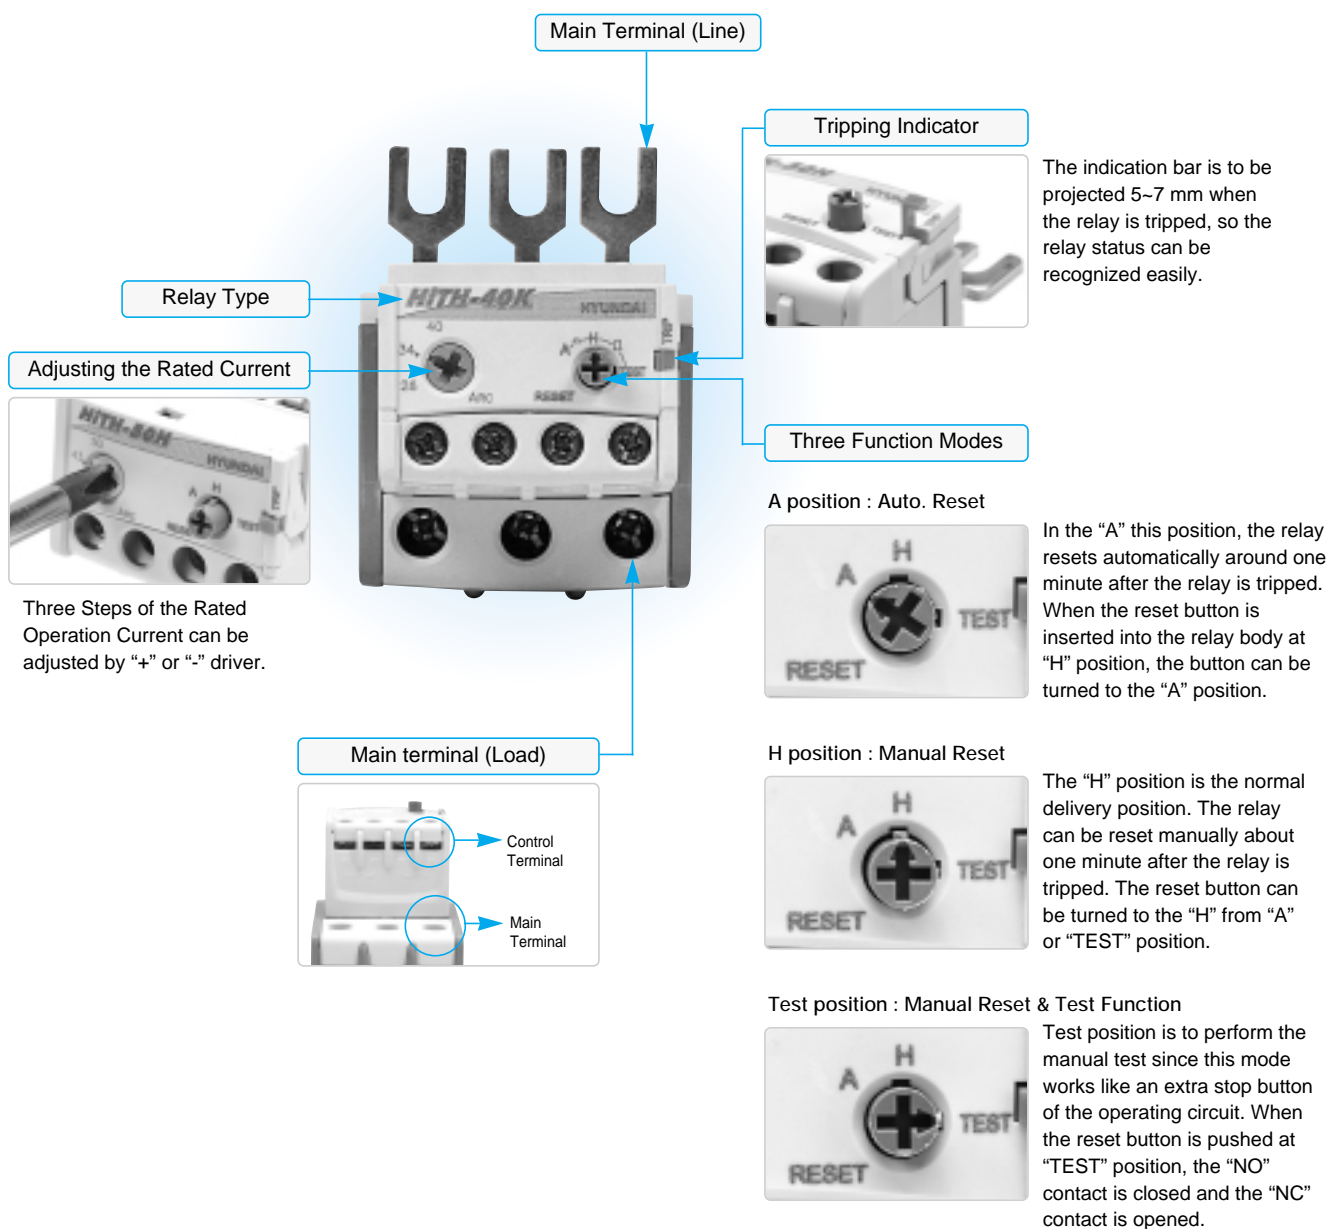 Main Terminal (Line)
Tripping Indicator
The indication bar is to be
projected 5~7 mm when
the relay is tripped, so the
relay status can be
recognized easily.
Relay Type
HiTH-40K
HYUNDAI
40
34
28
ARC
A
H
TEST
RESET
TRIP
Adjusting the Rated Current
HiTH-80H
HYUNDAI
A
H
RESET
TEST
TRIP
ARC
Three Steps of the Rated
Operation Current can be
adjusted by “+” or “-” driver.
Three Function Modes
A position : Auto. Reset
A
H
TEST
RESET
In the “A” this position, the relay
resets automatically around one
minute after the relay is tripped.
When the reset button is
inserted into the relay body at
“H” position, the button can be
turned to the “A” position.
Main terminal (Load)
Control
Terminal
Main
Terminal
H position : Manual Reset
A
H
TEST
RESET
The “H” position is the normal
delivery position. The relay
can be reset manually about
one minute after the relay is
tripped. The reset button can
be turned to the “H” from “A”
or “TEST” position.
Test position : Manual Reset & Test Function
A
H
TEST
RESET
Test position is to perform the
manual test since this mode
works like an extra stop button
of the operating circuit. When
the reset button is pushed at
“TEST” position, the “NO”
contact is closed and the “NC”
contact is opened.